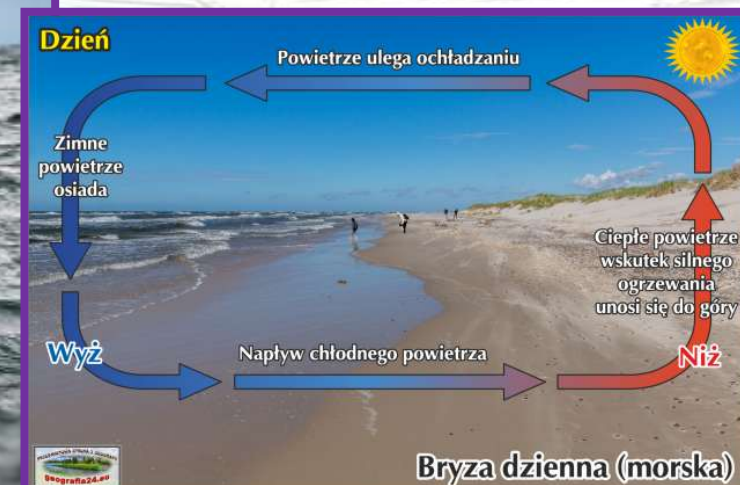 Dzień
Powietrze ulega ochładzaniu
Zimne
powietrze
osiada
Ciepłe powietrze
wskutek silnego
ogrzewania
unosi się do góry
Wyż
Napływ chłodnego powietrza
Niż
geografia24.eu
Bryza dzienna (morska)